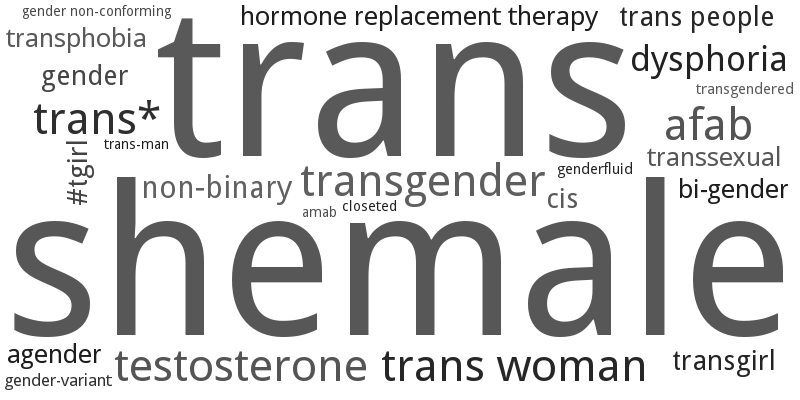 gender non-conforming
hormone replacement therapy
trans people
transphobia
trans
dysphoria
gender
transgendered
trans*
afab
trans-man
#tgirl
transsexual
genderfluid
non-binary
transgender
cis
bi-gender
amab
closeted
shemale
agender
testosterone
trans woman
transgirl
gender-variant